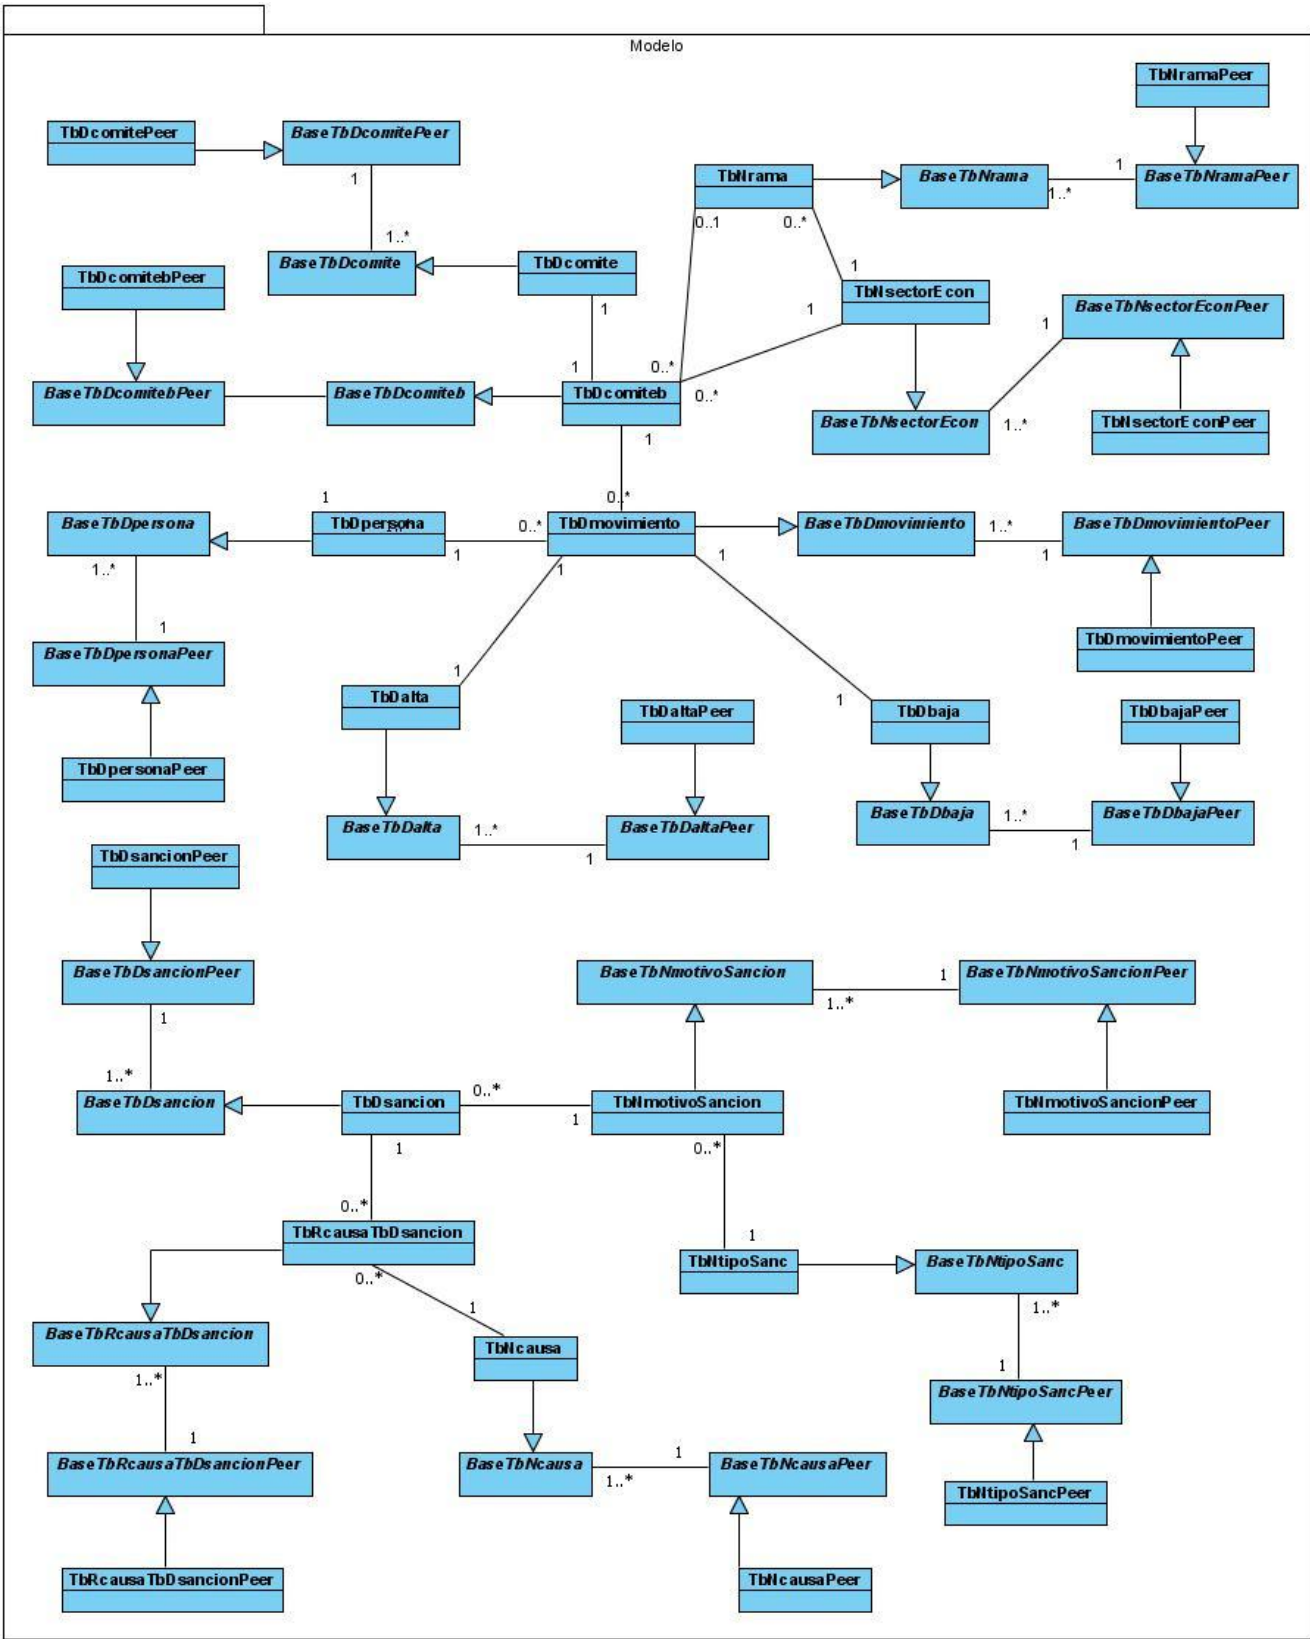 Modelo
TbNramaPeer
TbDcomitePeer
BaseTbDcomitePeer
1
TbNrama
BaseTbNrama
1
BaseTbNramaPeer
1..*
0..1
0..*
1..*
BaseTbDcomite
TbDcomite
TbDcomitebPeer
1
TbNsectorEcon
BaseTbNsectorEconPeer
1
1
1
0..*
1
0..*
BaseTbDcomitebPeer
BaseTbDcomiteb
TbDcomiteb
BaseTbNsectorEcon
1..*
TbNsectorEconPeer
1
0..*
1
BaseTbDpersona
TbDpersona
0..*
TbDmovimiento
BaseTbDmovimiento
1..*
BaseTbDmovimientoPeer
1..*
1
1
1
1
1
BaseTbDpersonaPeer
TbDmovimientoPeer
1
TbDalta
TbDaltaPeer
1
TbDbaja
TbDbajaPeer
TbDpersonaPeer
BaseTbDalta
1..*
1
BaseTbDaltaPeer
BaseTbDbaja
1..*
1
BaseTbDbajaPeer
TbDsancionPeer
BaseTbDsancionPeer
BaseTbNmotivoSancion
1
1..*
BaseTbNmotivoSancionPeer
1
1..*
BaseTbDsancion
TbDsancion
0..*
1
TbNmotivoSancion
TbNmotivoSancionPeer
1
0..*
0..*
TbRcausaTbDsancion
1
TbNtipoSanc
BaseTbNtipoSanc
0..*
1
1..*
BaseTbRcausaTbDsancion
TbNcausa
1..*
1
BaseTbNtipoSancPeer
1
BaseTbRcausaTbDsancionPeer
BaseTbNcausa
1
1..*
BaseTbNcausaPeer
TbNtipoSancPeer
TbRcausaTbDsancionPeer
TbNcausaPeer